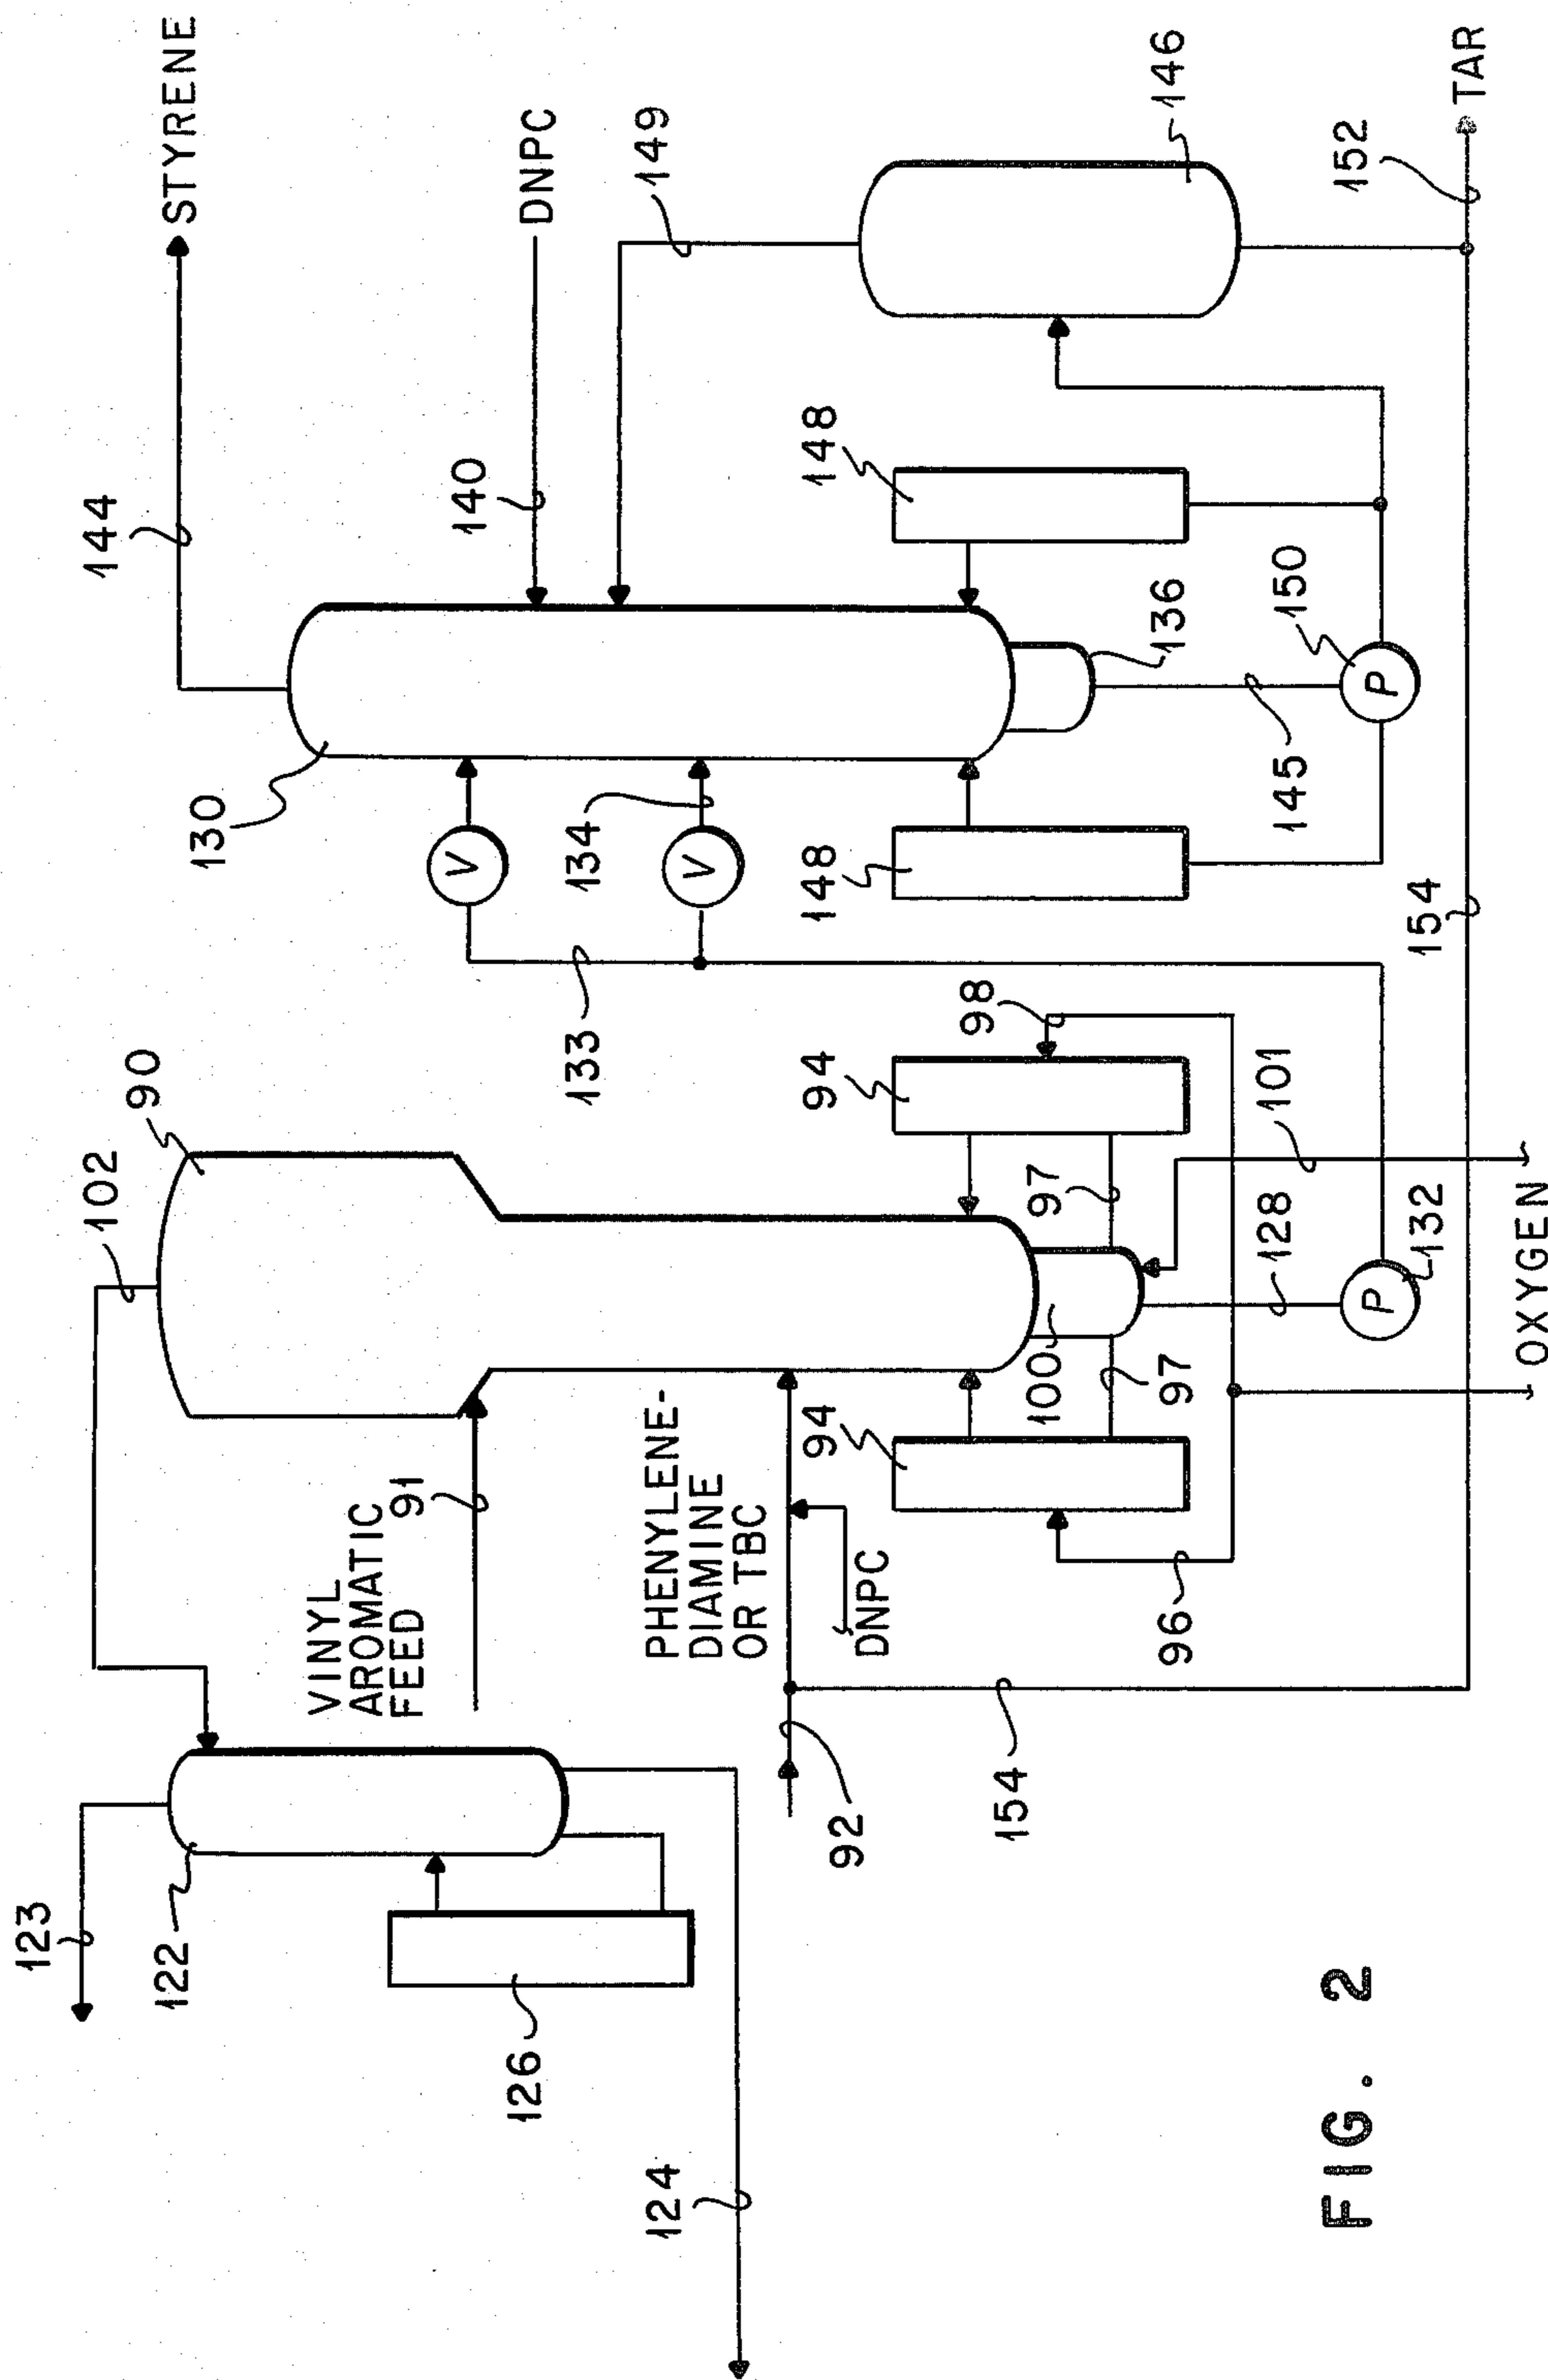 123
122
126
124
102
90
VINYL
AROMATIC
FEED
91
PHENYLENE-
DIAMINE
OR TBC
DNPC
92
154
96
94
94
97
97
98
100
101
128
P
132
OXYGEN
133
134
V
V
130
144
STYRENE
140
DNPC
149
148
148
136
145
150
P
146
152
TAR
154
FIG. 2